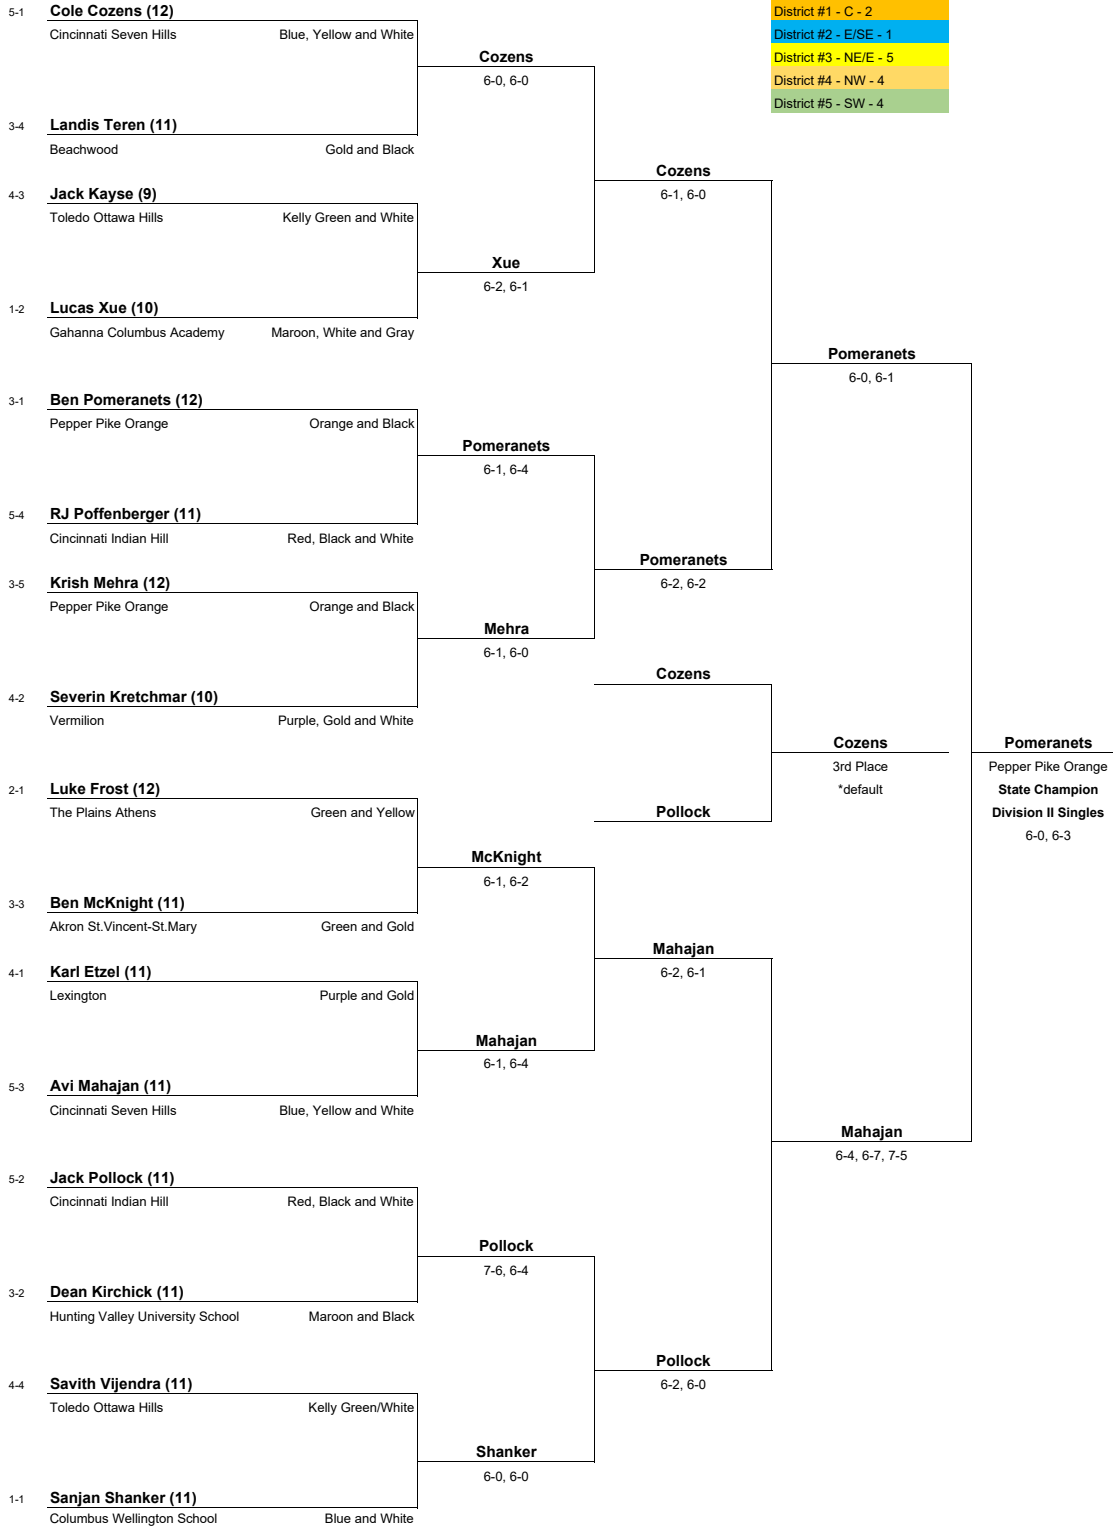 5-1 Cole Cozens (12)
Cincinnati Seven Hills Blue, Yellow and White
District #1 - C - 2
District #2 - E/SE - 1
District #3 - NE/E - 5
District #4 - NW - 4
District #5 - SW - 4
Cozens
6-0, 6-0
3-4 Landis Teren (11)
Beachwood Gold and Black
Cozens
6-1, 6-0
4-3 Jack Kayse (9)
Toledo Ottawa Hills Kelly Green and White
Xue
6-2, 6-1
1-2 Lucas Xue (10)
Gahanna Columbus Academy Maroon, White and Gray
Pomeranets
6-0, 6-1
3-1 Ben Pomeranets (12)
Pepper Pike Orange Orange and Black
Pomeranets
6-1, 6-4
5-4 RJ Poffenberger (11)
Cincinnati Indian Hill Red, Black and White
Pomeranets
6-2, 6-2
3-5 Krish Mehra (12)
Pepper Pike Orange Orange and Black
Mehra
6-1, 6-0
Cozens
4-2 Severin Kretchmar (10)
Vermilion Purple, Gold and White
Cozens
3rd Place
*default
Pomeranets
Pepper Pike Orange
State Champion
Division II Singles
6-0, 6-3
2-1 Luke Frost (12)
The Plains Athens Green and Yellow
Pollock
McKnight
6-1, 6-2
3-3 Ben McKnight (11)
Akron St.Vincent-St.Mary Green and Gold
Mahajan
6-2, 6-1
4-1 Karl Etzel (11)
Lexington Purple and Gold
Mahajan
6-1, 6-4
5-3 Avi Mahajan (11)
Cincinnati Seven Hills Blue, Yellow and White
Mahajan
6-4, 6-7, 7-5
5-2 Jack Pollock (11)
Cincinnati Indian Hill Red, Black and White
Pollock
7-6, 6-4
3-2 Dean Kirchick (11)
Hunting Valley University School Maroon and Black
Pollock
6-2, 6-0
4-4 Savith Vijendra (11)
Toledo Ottawa Hills Kelly Green/White
Shanker
6-0, 6-0
1-1 Sanjan Shanker (11)
Columbus Wellington School Blue and White